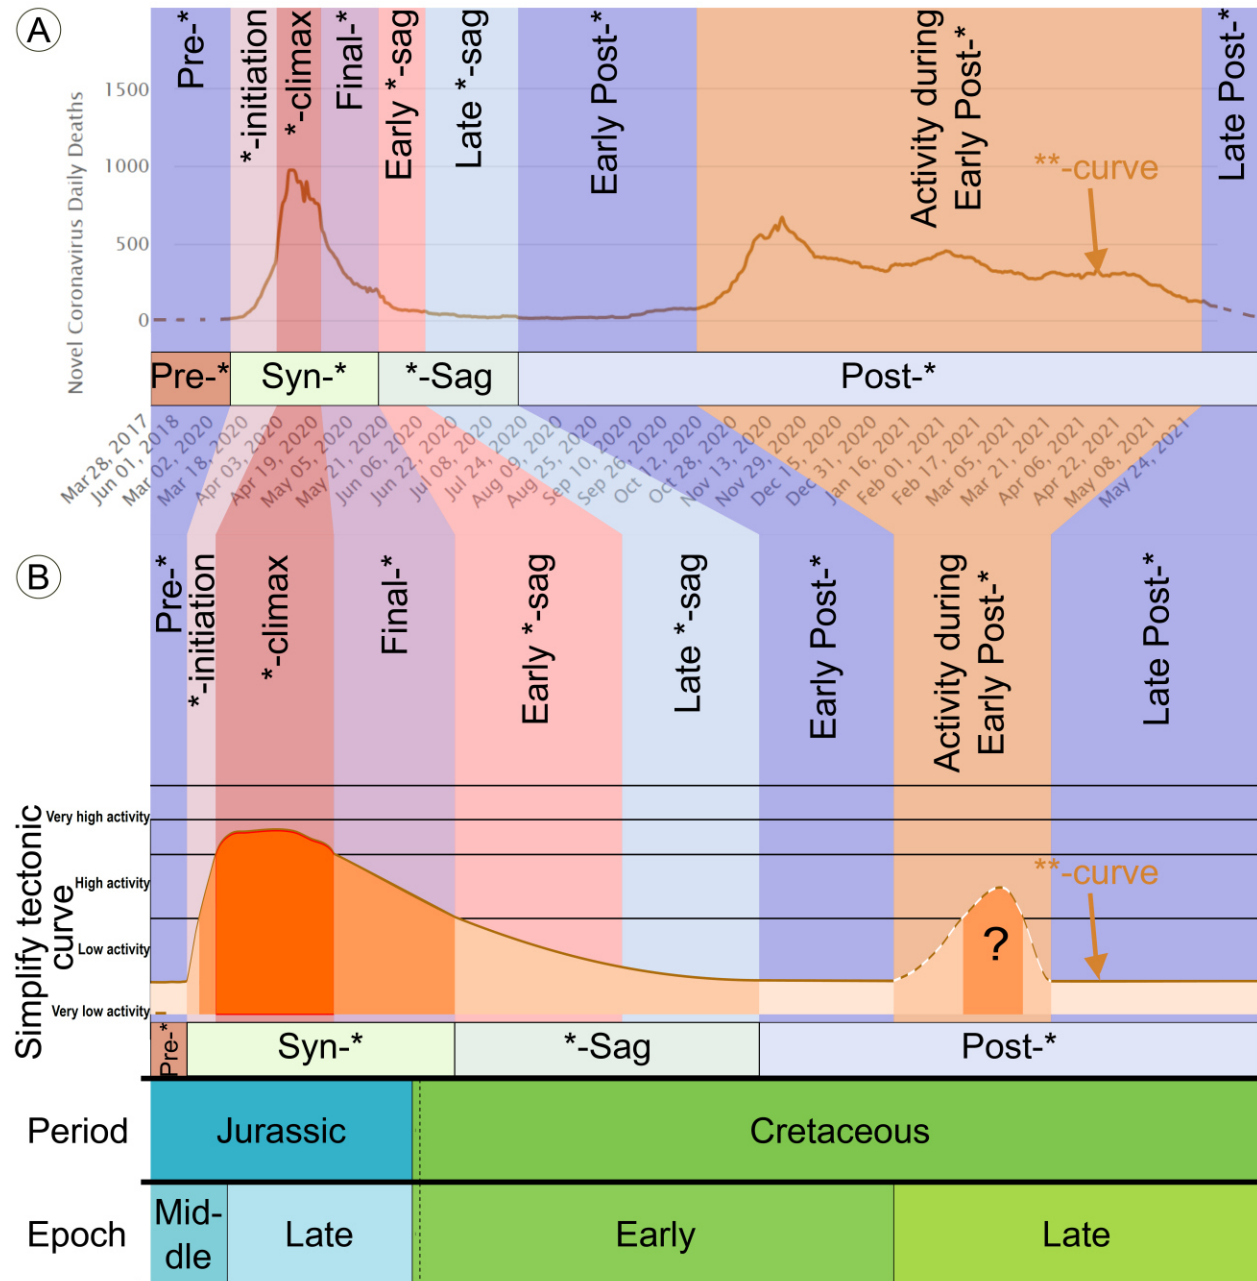 A
Pre-*
*-initiation
*-climax
Final-*
Early *-sag
Late *-sag
Early Post-*
Activity during
Early Post-*
Late Post-*
Novel Coronavirus Daily Deaths
1500
1000
500
0
**-curve
Pre-*
Syn-*
*-Sag
Post-*
Mar 28, 2017
Jun 01, 2018
Mar 02, 2020
Mar 18, 2020
Apr 03, 2020
Apr 19, 2020
May 05, 2020
May 21, 2020
Jun 06, 2020
Jun 22, 2020
Jul 08, 2020
Jul 24, 2020
Aug 09, 2020
Aug 25, 2020
Sep 10, 2020
Sep 26, 2020
Oct 12, 2020
Oct 28, 2020
Nov 13, 2020
Nov 29, 2020
Dec 15, 2020
Dec 31, 2020
Jan 16, 2021
Feb 01, 2021
Feb 17, 2021
Mar 05, 2021
Mar 21, 2021
Apr 06, 2021
Apr 22, 2021
May 08, 2021
May 24, 2021
B
Pre-*
*-initiation
*-climax
Final-*
Early *-sag
Late *-sag
Early Post-*
Activity during
Early Post-*
Late Post-*
Simplify tectonic
curve
Very high activity
High activity
Low activity
Very low activity
**-curve
?
Pre-*
Syn-*
*-Sag
Post-*
Period
Jurassic
Cretaceous
Epoch
Mid-
dle
Late
Early
Late